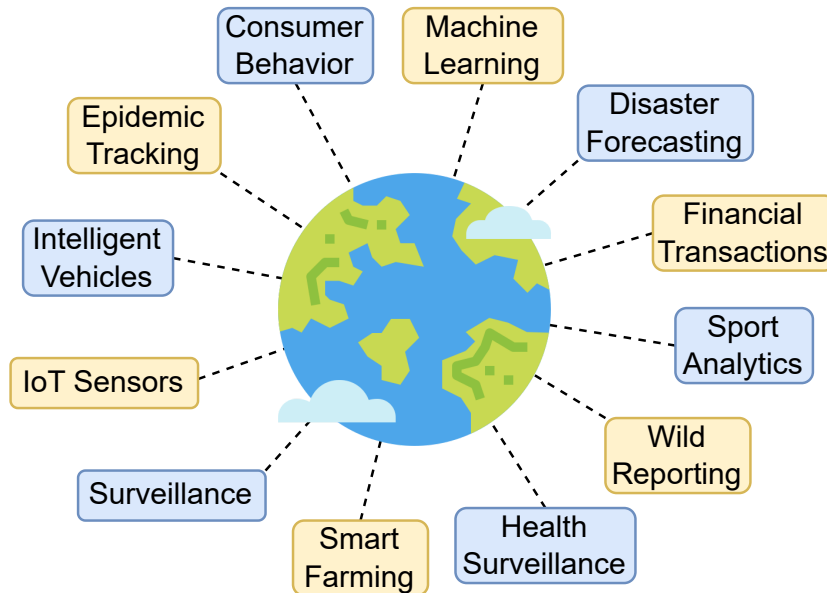 Consumer
Behavior
Machine
Learning
Disaster
Forecasting
Epidemic
Tracking
Financial
Transactions
Intelligent
Vehicles
Sport
Analytics
IoT Sensors
Wild
Reporting
Surveillance
Health
Surveillance
Smart
Farming